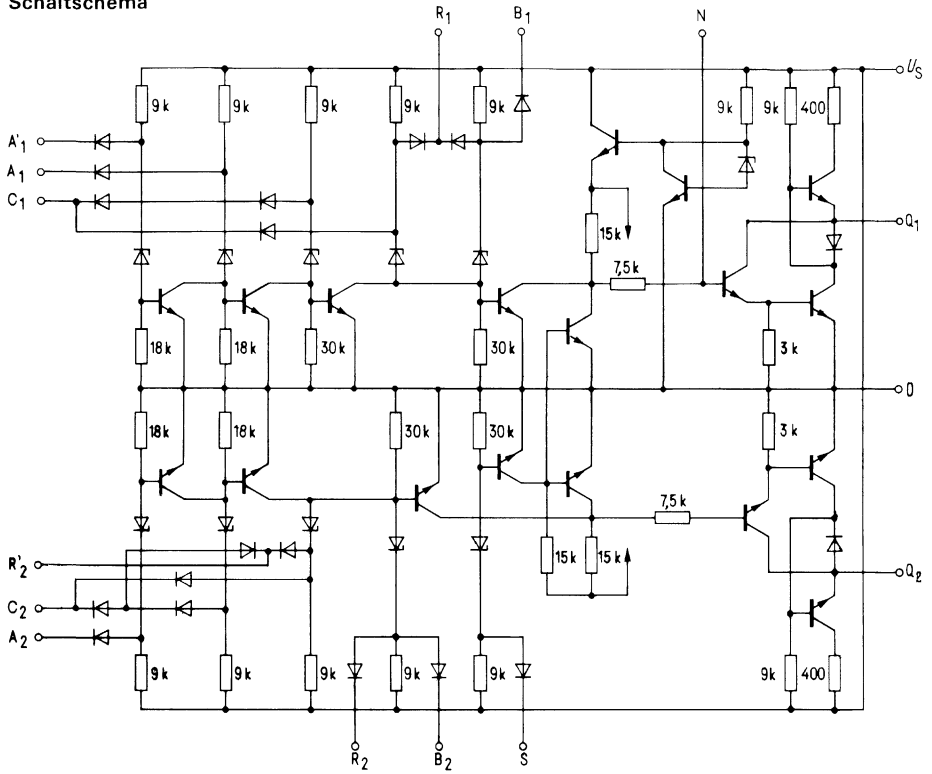 Schaltschema
R₁ B₁ N
U_S
9k 9k 9k 9k 9k 9k 9k 400
A'₁
A₁
C₁
Q₁
15k
7,5k
18k 18k 30k 30k 3k
0
18k 18k 30k 30k 3k
7,5k
R'₂
15k 15k
Q₂
C₂
A₂
9k 9k 9k 9k 9k 9k 400
R₂ B₂ S